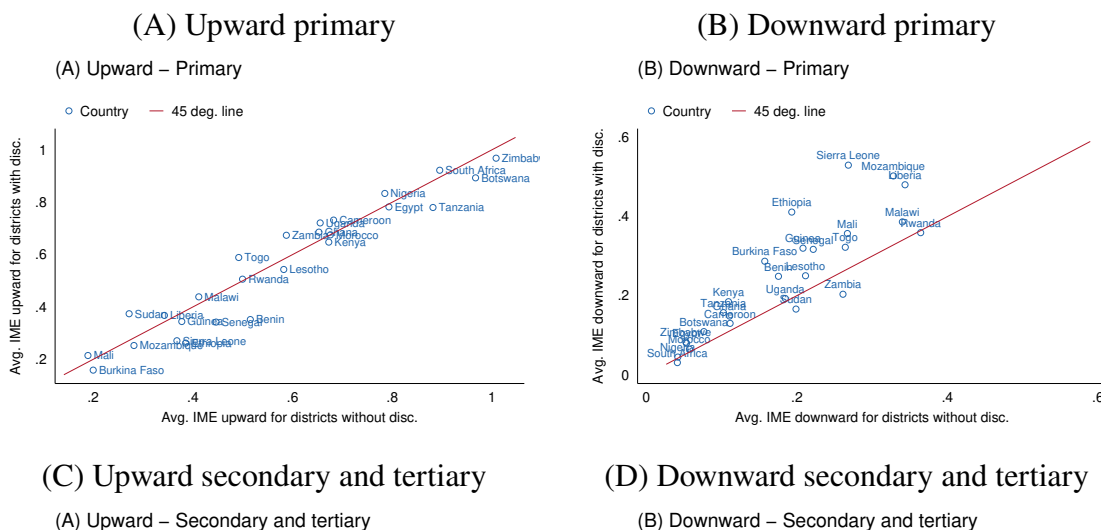 (A) Upward primary
(B) Downward primary
(A) Upward − Primary
(B) Downward − Primary
Country
45 deg. line
Country
45 deg. line
Avg. IME upward for districts with disc.
1
.8
.6
.4
.2
Zimbabw
South Africa
Botswana
Nigeria
Egypt
Tanzania
Cameroon
Uganda
Ghana
Zambia
Morocco
Kenya
Togo
Lesotho
Rwanda
Malawi
Sudan
Liberia
Guinea
Senegal
Benin
Sierra Leone
Ethiopia
Mozambique
Mali
Burkina Faso
.2
.4
.6
.8
1
Avg. IME upward for districts without disc.
Avg. IME downward for districts with disc.
.6
.4
.2
0
Sierra Leone
Mozambique
Liberia
Ethiopia
Malawi
Rwanda
Mali
Guinea
Senegal
Togo
Burkina Faso
Benin
Lesotho
Zambia
Uganda
Sudan
Kenya
Tanzania
Ghana
Cameroon
Botswana
Zimbabwe
Egypt
Morocco
Nigeria
South Africa
0
.2
.4
.6
Avg. IME downward for districts without disc.
(C) Upward secondary and tertiary
(D) Downward secondary and tertiary
(A) Upward − Secondary and tertiary
(B) Downward − Secondary and tertiary